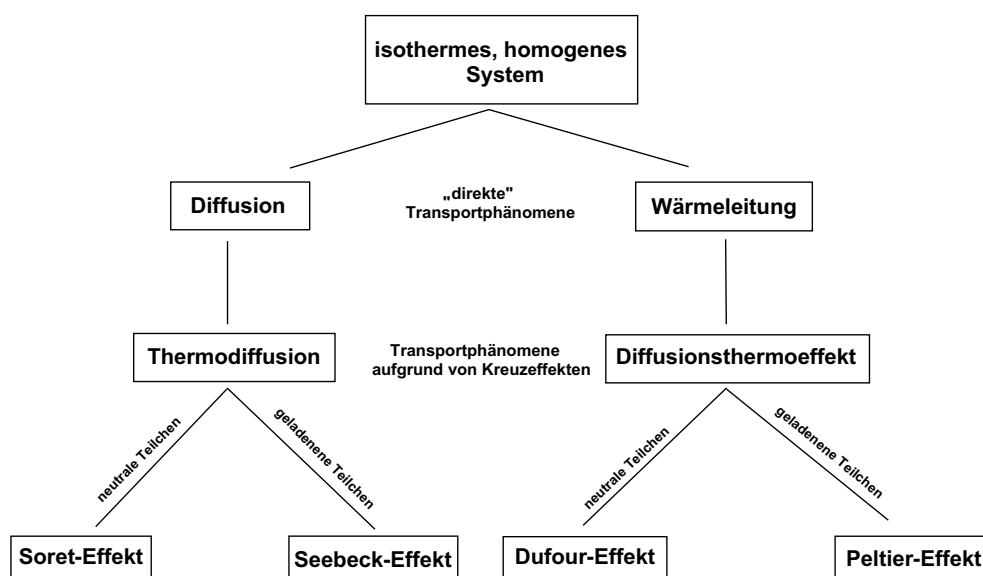 isothermes, homogenes
System
Diffusion
„direkte"
Transportphänomene
Wärmeleitung
Thermodiffusion
Transportphänomene
aufgrund von Kreuzeffekten
Diffusionsthermoeffekt
neutrale Teilchen
geladenene Teilchen
neutrale Teilchen
geladenene Teilchen
Soret-Effekt
Seebeck-Effekt
Dufour-Effekt
Peltier-Effekt